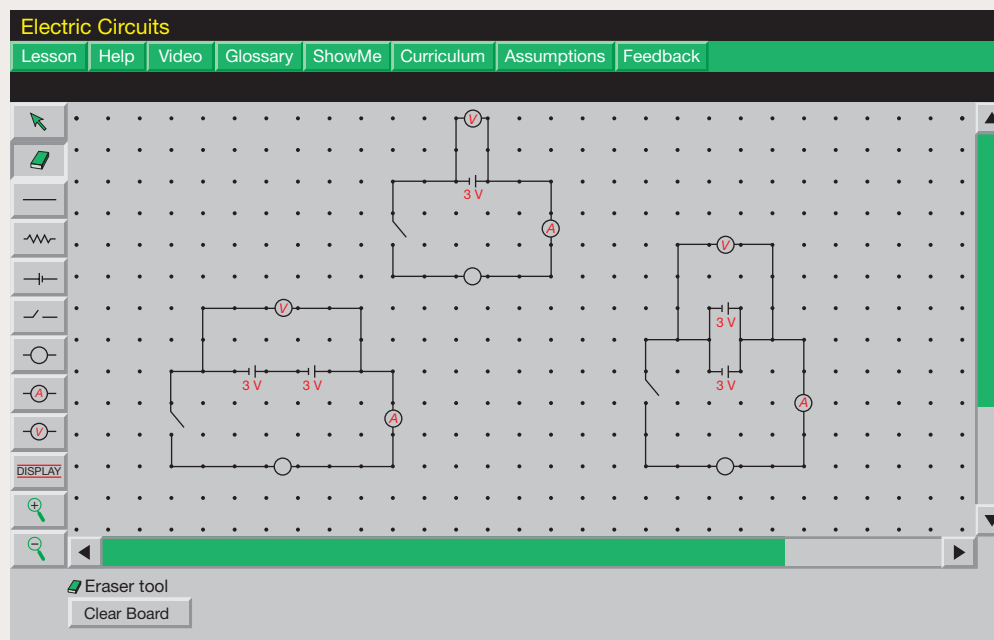 Electric Circuits
Lesson Help Video Glossary ShowMe Curriculum Assumptions Feedback
V
3 V
A
V
3 V 3 V
A
V
3 V
3 V
A
A
V
DISPLAY
Eraser tool
Clear Board